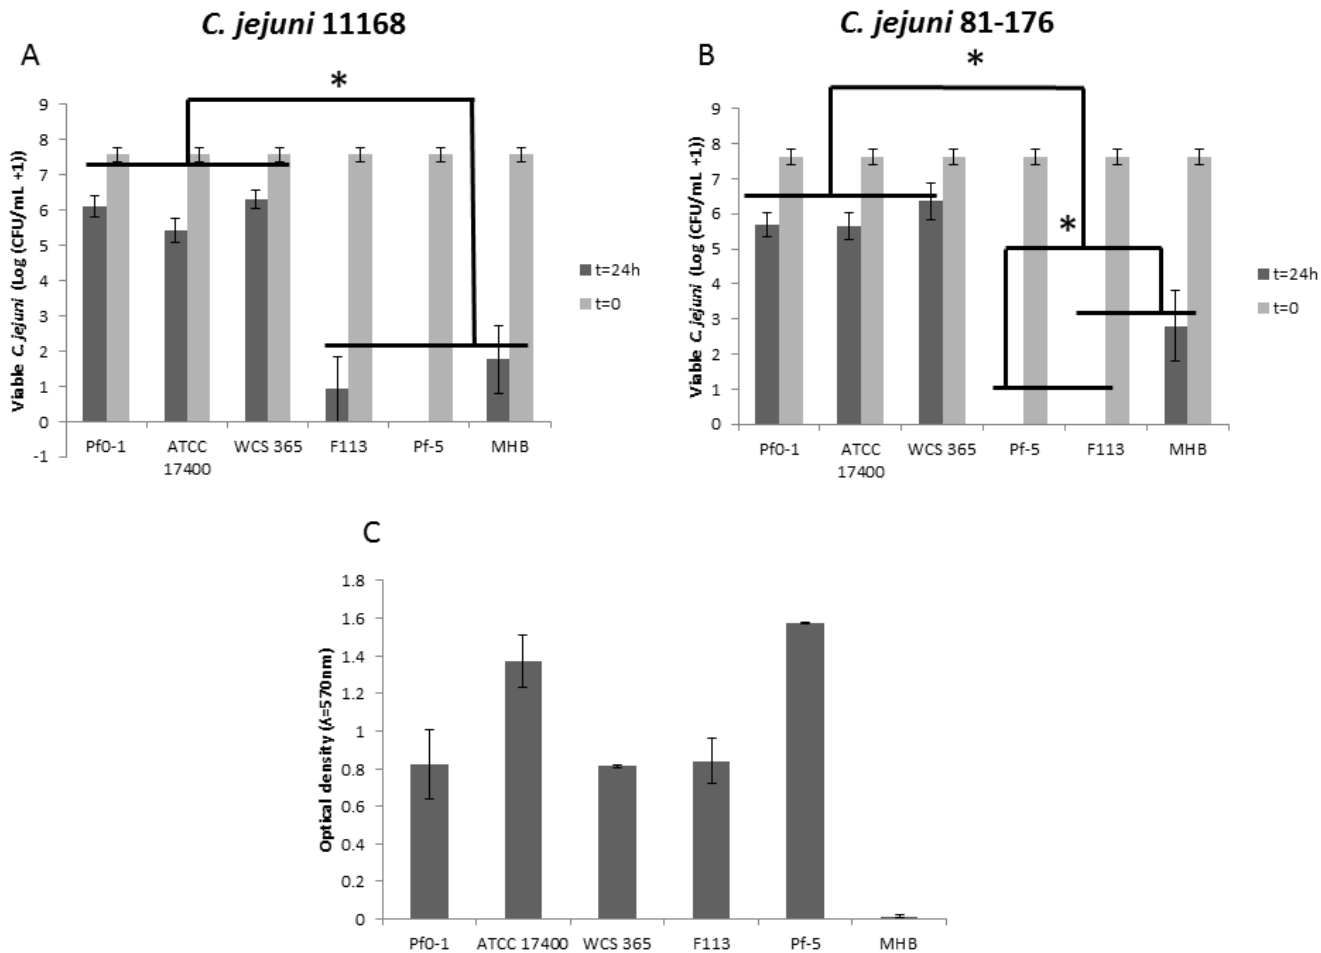 C. jejuni 11168
A
*
Viable C. jejuni (Log (CFU/mL +1))
9
8
7
6
5
4
3
2
1
0
-1
Pf0-1
ATCC
17400
WCS 365
F113
Pf-5
MHB
t=24h
t=0
C. jejuni 81-176
B
*
*
Viable C. jejuni (Log (CFU/mL +1))
9
8
7
6
5
4
3
2
1
0
Pf0-1
ATCC
17400
WCS 365
Pf-5
F113
MHB
t=24h
t=0
C
Optical density (λ=570nm)
1.8
1.6
1.4
1.2
1
0.8
0.6
0.4
0.2
0
Pf0-1
ATCC 17400
WCS 365
F113
Pf-5
MHB